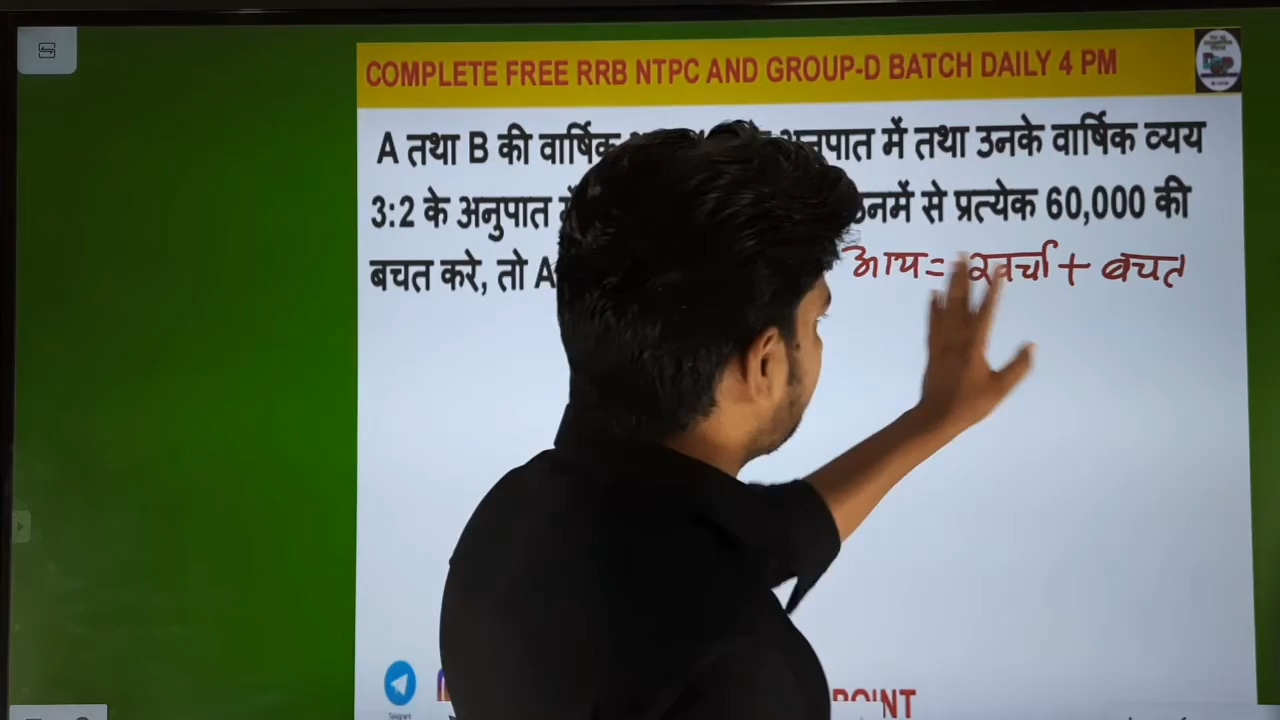 COMPLETE FREE RRB NTPC AND GROUP-D BATCH DAILY 4 PM
A तथा B की वार्षिक में तथा उनके वार्षिक व्यय
3:2 के अनुपात से प्रत्येक 60,000 की
बचत करे, तो A
आय = खर्चा + बचत